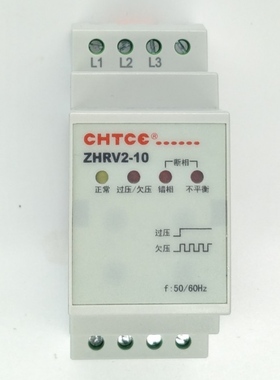 L1 L2 L3
CHTCC®......
ZHRV2-10
断相
正常 过压/欠压 错相 不平衡
过压:
欠压:
f:50/60Hz